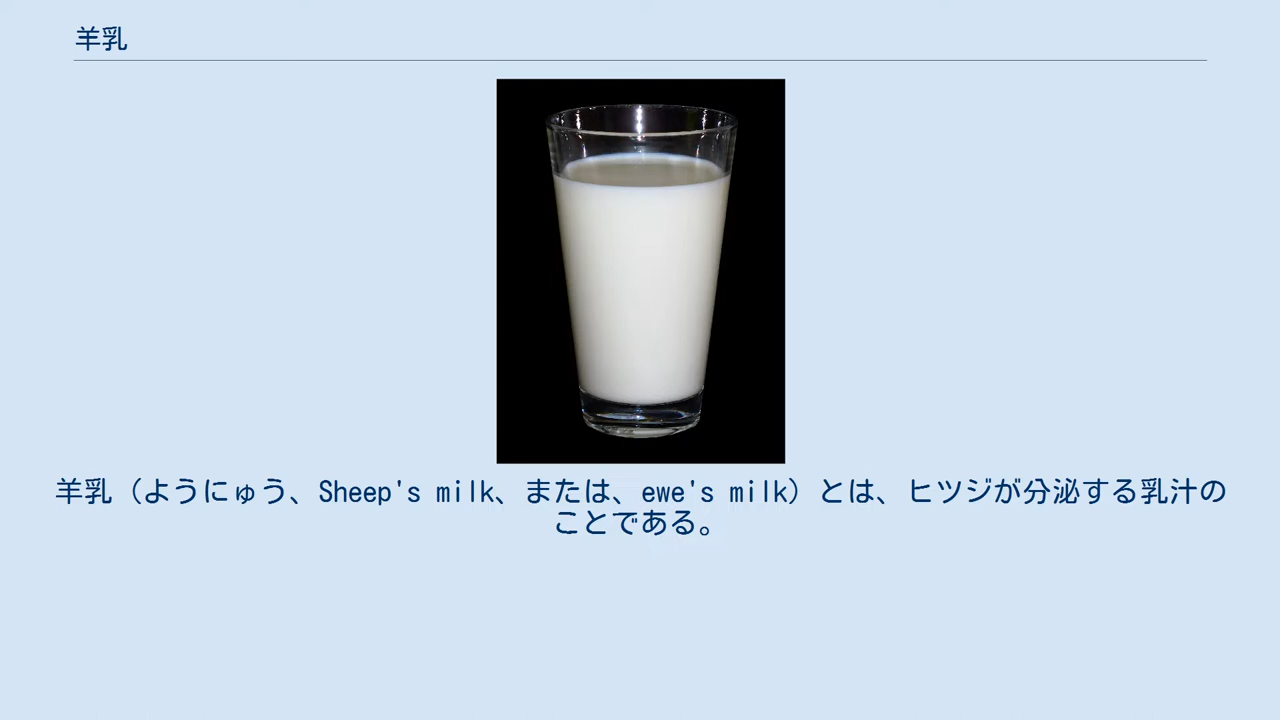 羊乳
羊乳（ようにゅう、Sheep's milk、または、ewe's milk）とは、ヒツジが分泌する乳汁の
ことである。